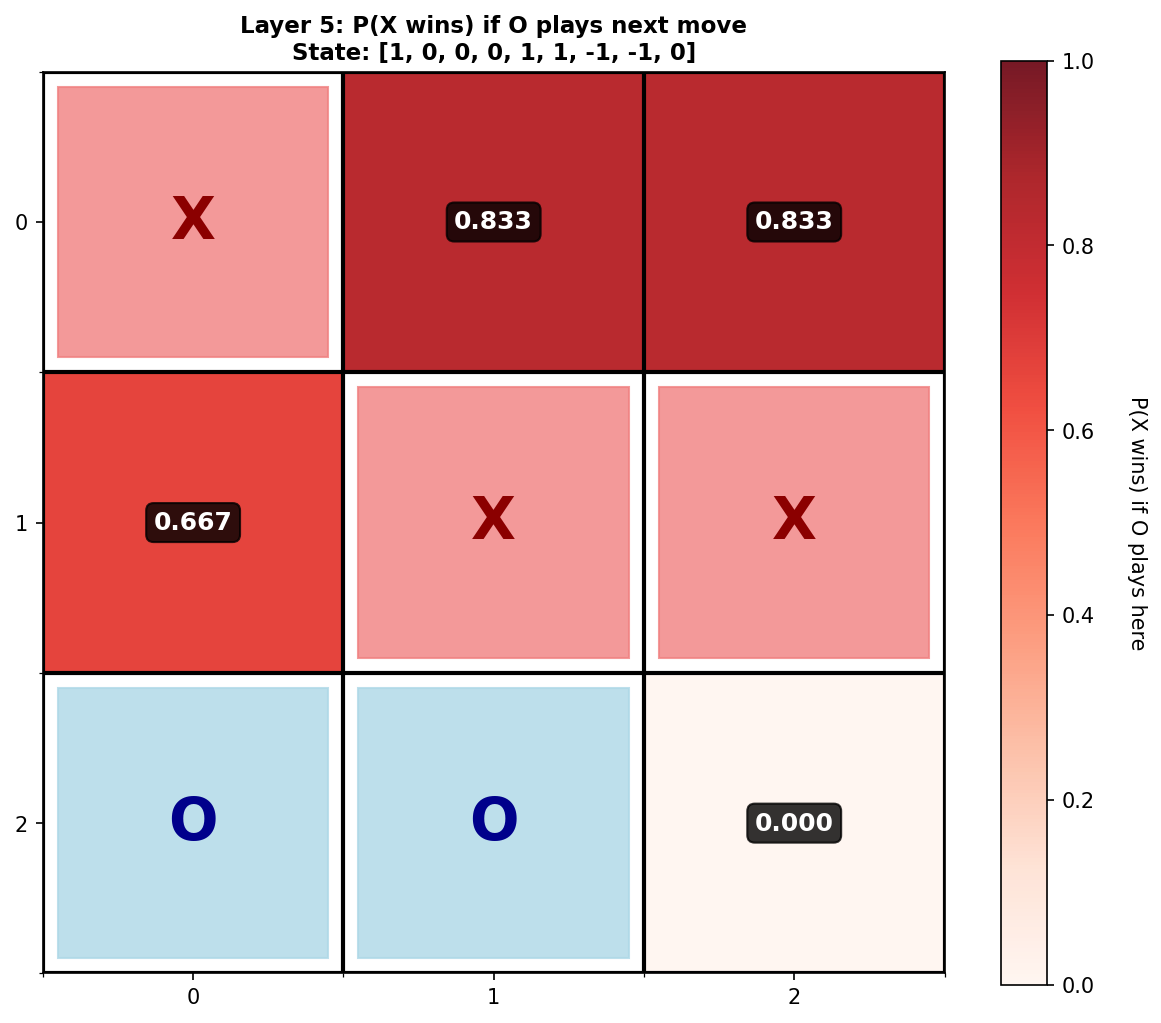 Layer 5: P(X wins) if O plays next move
State: [1, 0, 0, 0, 1, 1, -1, -1, 0]
0
X
0.833
0.833
1
0.667
X
X
2
O
O
0.000
0
1
2
1.0
0.8
0.6
0.4
0.2
0.0
P(X wins) if O plays here